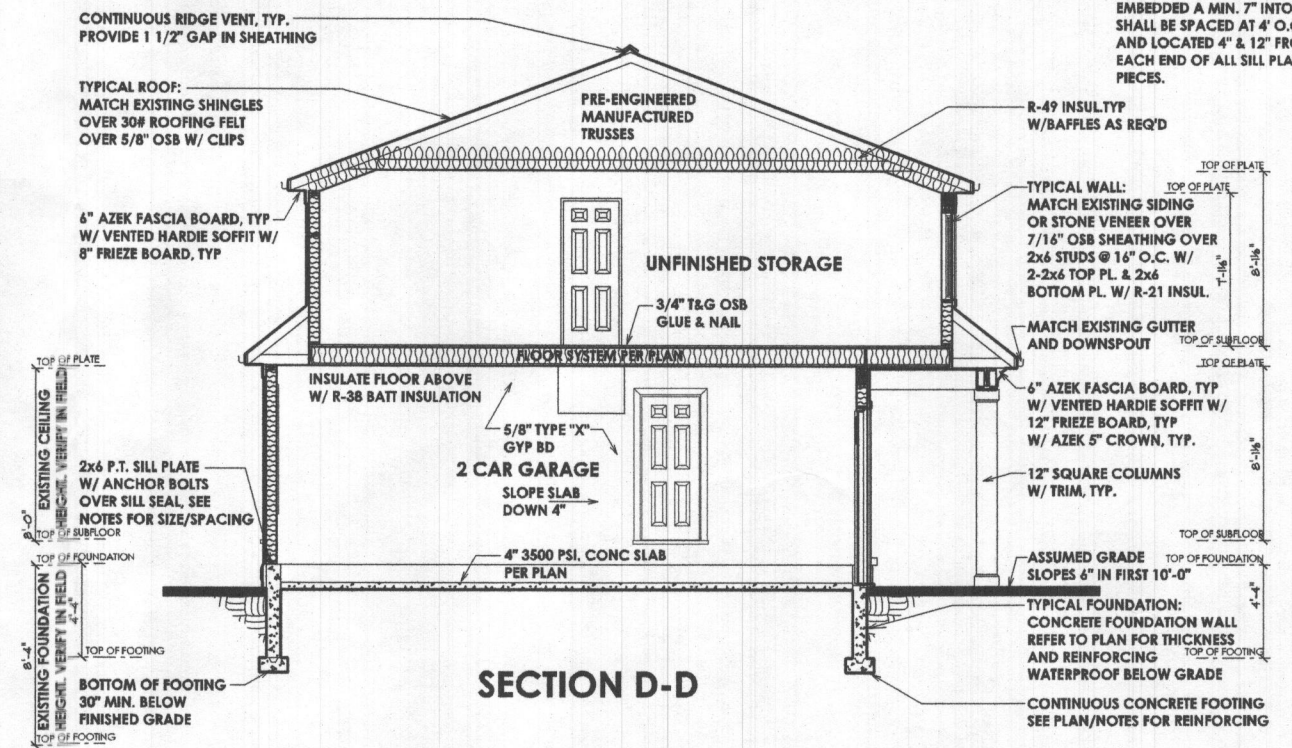 CONTINUOUS RIDGE VENT, TYP.
PROVIDE 1 1/2" GAP IN SHEATHING
EMBEDDED A MIN. 7" INTO
SHALL BE SPACED AT 4' O.C
AND LOCATED 4" & 12" FRO
EACH END OF ALL SILL PLA
PIECES.
TYPICAL ROOF:
MATCH EXISTING SHINGLES
OVER 30# ROOFING FELT
OVER 5/8" OSB W/ CLIPS
PRE-ENGINEERED
MANUFACTURED
TRUSSES
R-49 INSUL.TYP
W/BAFFLES AS REQ'D
6" AZEK FASCIA BOARD, TYP
W/ VENTED HARDIE SOFFIT W/
8" FRIEZE BOARD, TYP
TOP OF PLATE
TOP OF PLATE
TYPICAL WALL:
MATCH EXISTING SIDING
OR STONE VENEER OVER
7/16" OSB SHEATHING OVER
2x6 STUDS @ 16" O.C. W/
2-2x6 TOP PL. & 2x6
BOTTOM PL. W/ R-21 INSUL.
7'-1⅛"
8'-1⅛"
UNFINISHED STORAGE
3/4" T&G OSB
GLUE & NAIL
FLOOR SYSTEM PER PLAN
MATCH EXISTING GUTTER
AND DOWNSPOUT
TOP OF SUBFLOOR
TOP OF PLATE
TOP OF PLATE
INSULATE FLOOR ABOVE
W/ R-38 BATT INSULATION
5/8" TYPE "X"
GYP BD
2 CAR GARAGE
SLOPE SLAB
DOWN 4"
6" AZEK FASCIA BOARD, TYP
W/ VENTED HARDIE SOFFIT W/
12" FRIEZE BOARD, TYP
W/ AZEK 5" CROWN, TYP.
8'-1⅛"
12" SQUARE COLUMNS
W/ TRIM, TYP.
8'-0"
EXISTING CEILING
HEIGHT. VERIFY IN FIELD
2x6 P.T. SILL PLATE
W/ ANCHOR BOLTS
OVER SILL SEAL, SEE
NOTES FOR SIZE/SPACING
TOP OF SUBFLOOR
TOP OF SUBFLOOR
TOP OF FOUNDATION
4" 3500 PSI. CONC SLAB
PER PLAN
ASSUMED GRADE
SLOPES 6" IN FIRST 10'-0"
TOP OF FOUNDATION
8'-4"
EXISTING FOUNDATION
HEIGHT. VERIFY IN FIELD
4'-4"
4'-4"
TYPICAL FOUNDATION:
CONCRETE FOUNDATION WALL
REFER TO PLAN FOR THICKNESS
AND REINFORCING
WATERPROOF BELOW GRADE
TOP OF FOOTING
TOP OF FOOTING
BOTTOM OF FOOTING
30" MIN. BELOW
FINISHED GRADE
TOP OF FOOTING
SECTION D-D
CONTINUOUS CONCRETE FOOTING
SEE PLAN/NOTES FOR REINFORCING